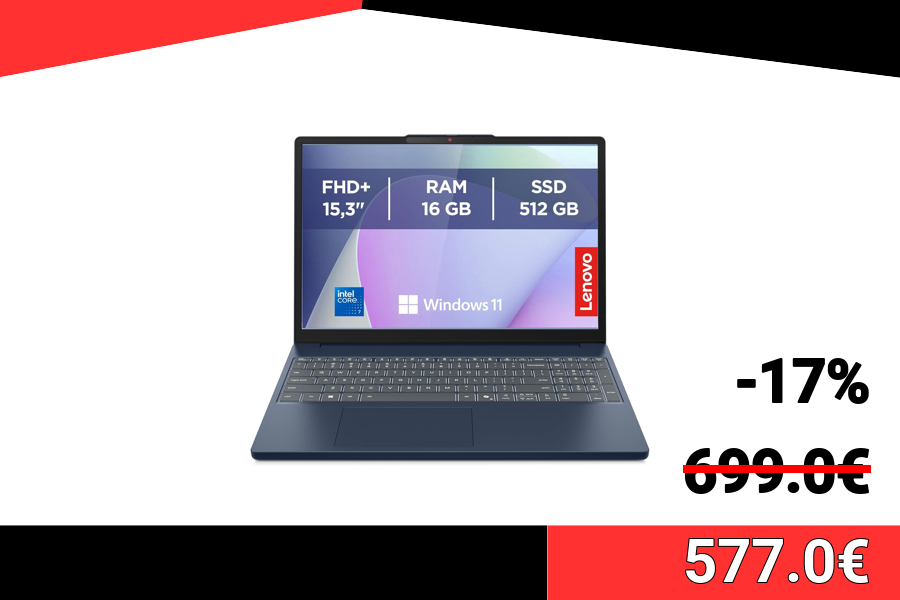 FHD+
15,3"
RAM
16 GB
SSD
512 GB
Lenovo
intel
CORE
7
Windows 11
-17%
699.0€
577.0€